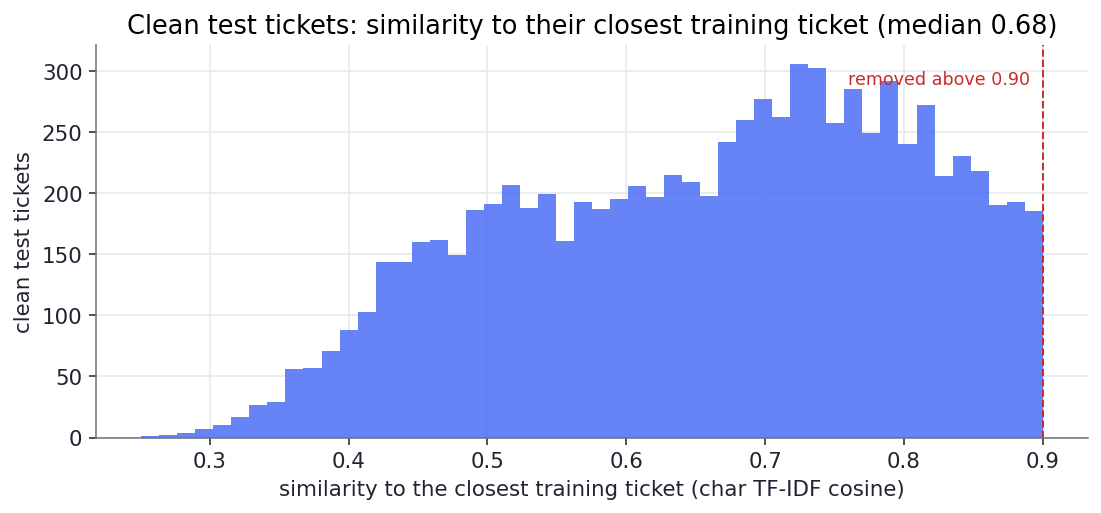 Clean test tickets: similarity to their closest training ticket (median 0.68)
removed above 0.90
clean test tickets
300
250
200
150
100
50
0
0.3 0.4 0.5 0.6 0.7 0.8 0.9
similarity to the closest training ticket (char TF-IDF cosine)